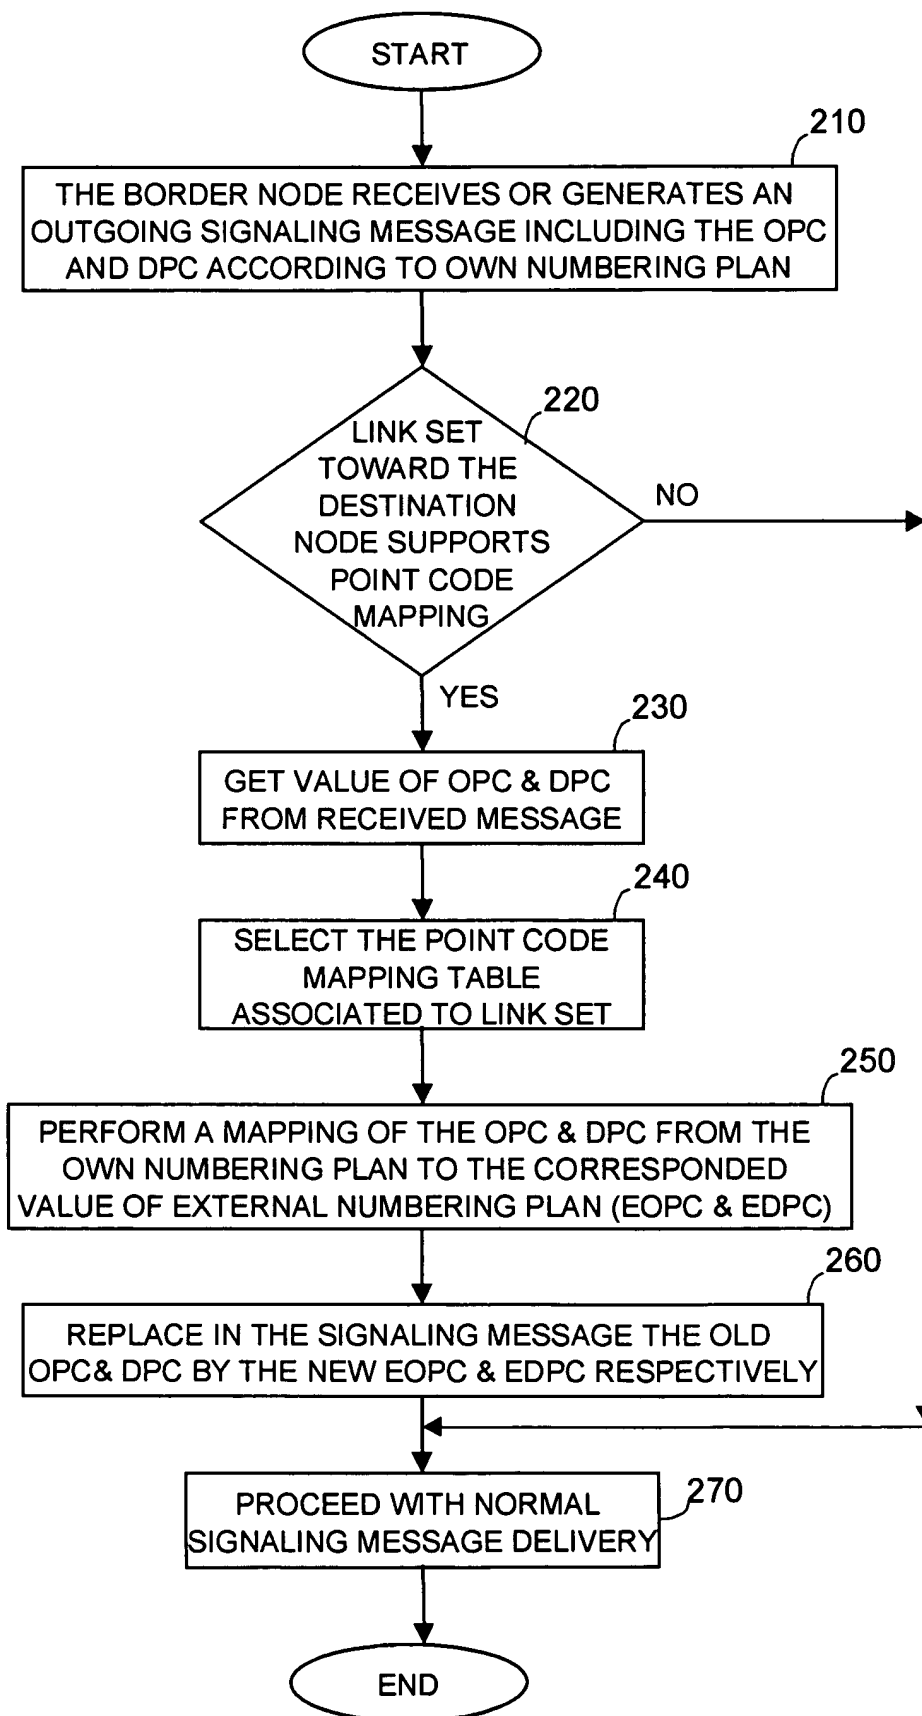 START
210
THE BORDER NODE RECEIVES OR GENERATES AN
OUTGOING SIGNALING MESSAGE INCLUDING THE OPC
AND DPC ACCORDING TO OWN NUMBERING PLAN
220
LINK SET
TOWARD THE
DESTINATION
NODE SUPPORTS
POINT CODE
MAPPING
NO
YES
230
GET VALUE OF OPC & DPC
FROM RECEIVED MESSAGE
240
SELECT THE POINT CODE
MAPPING TABLE
ASSOCIATED TO LINK SET
250
PERFORM A MAPPING OF THE OPC & DPC FROM THE
OWN NUMBERING PLAN TO THE CORRESPONDED
VALUE OF EXTERNAL NUMBERING PLAN (EOPC & EDPC)
260
REPLACE IN THE SIGNALING MESSAGE THE OLD
OPC& DPC BY THE NEW EOPC & EDPC RESPECTIVELY
270
PROCEED WITH NORMAL
SIGNALING MESSAGE DELIVERY
END